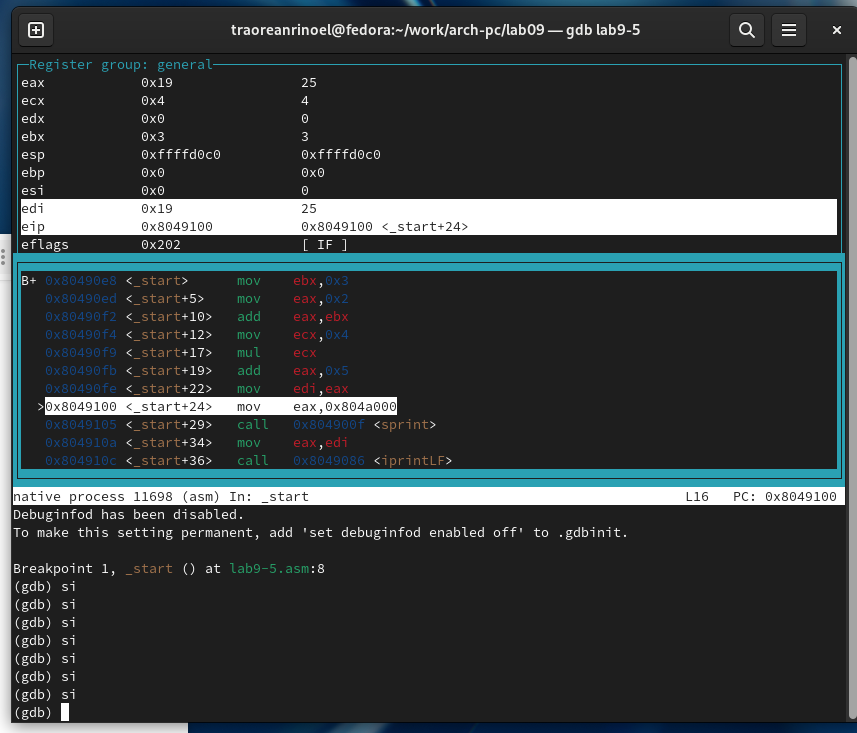 traoreanrinoel@fedora:~/work/arch-pc/lab09 — gdb lab9-5
Register group: general
eax 0x19 25
ecx 0x4 4
edx 0x0 0
ebx 0x3 3
esp 0xffffd0c0 0xffffd0c0
ebp 0x0 0x0
esi 0x0 0
edi 0x19 25
eip 0x8049100 0x8049100 <_start+24>
eflags 0x202 [ IF ]
B+ 0x80490e8 <_start> mov ebx,0x3
0x80490ed <_start+5> mov eax,0x2
0x80490f2 <_start+10> add eax,ebx
0x80490f4 <_start+12> mov ecx,0x4
0x80490f9 <_start+17> mul ecx
0x80490fb <_start+19> add eax,0x5
0x80490fe <_start+22> mov edi,eax
>0x8049100 <_start+24> mov eax,0x804a000
0x8049105 <_start+29> call 0x804900f <sprint>
0x804910a <_start+34> mov eax,edi
0x804910c <_start+36> call 0x8049086 <iprintLF>
native process 11698 (asm) In: _start L16 PC: 0x8049100
Debuginfod has been disabled.
To make this setting permanent, add 'set debuginfod enabled off' to .gdbinit.
Breakpoint 1, _start () at lab9-5.asm:8
(gdb) si
(gdb) si
(gdb) si
(gdb) si
(gdb) si
(gdb) si
(gdb) si
(gdb)